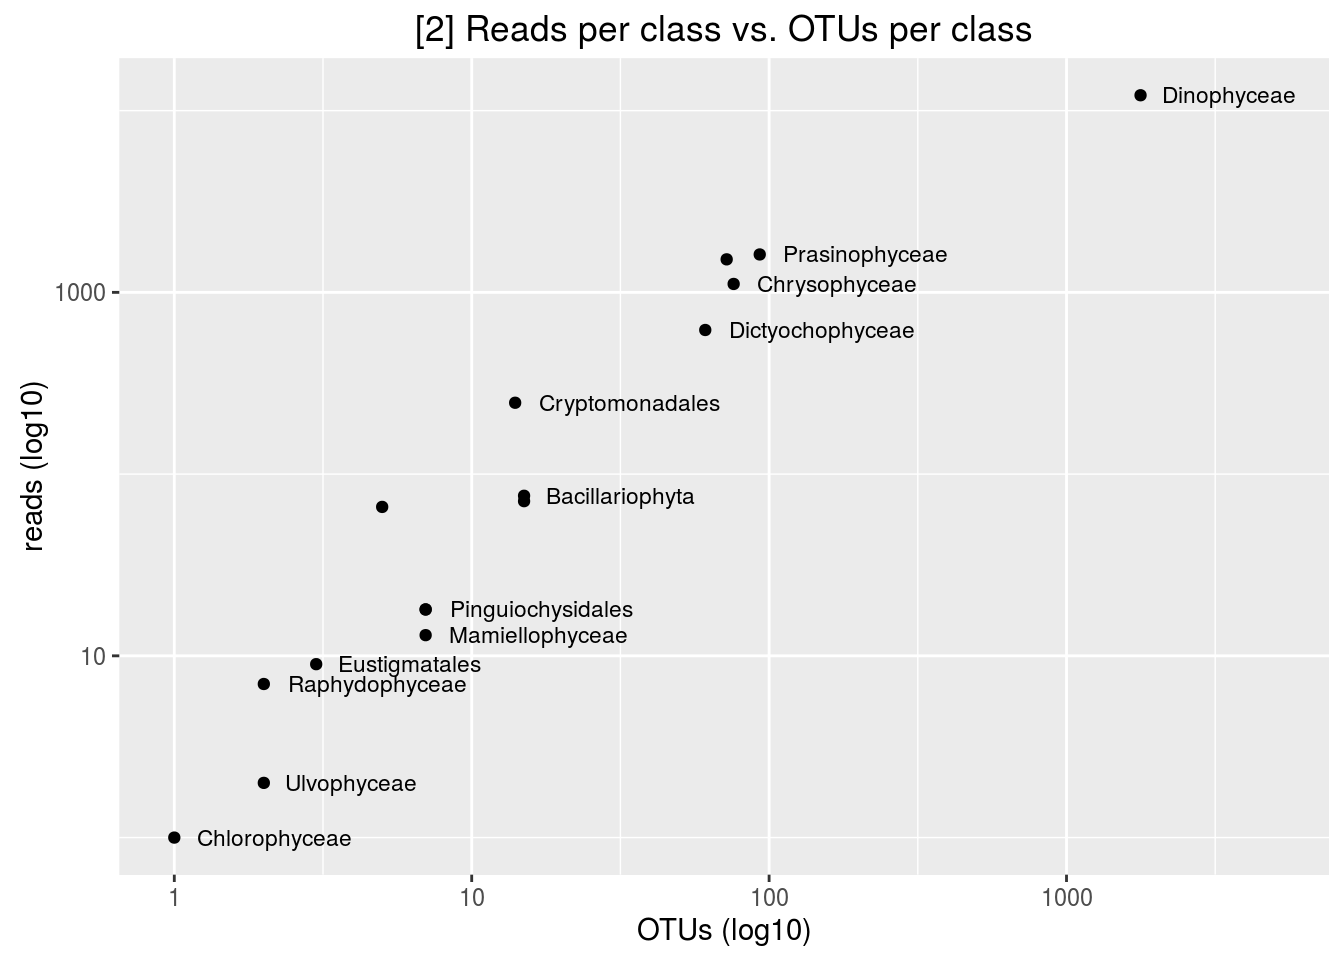 [2] Reads per class vs. OTUs per class
Dinophyceae
Prasinophyceae
Chrysophyceae
1000
Dictyochophyceae
Cryptomonadales
reads (log10)
Bacillariophyta
Pinguiochysidales
Mamiellophyceae
10
Eustigmatales
Raphydophyceae
Ulvophyceae
Chlorophyceae
1 10 100 1000
OTUs (log10)